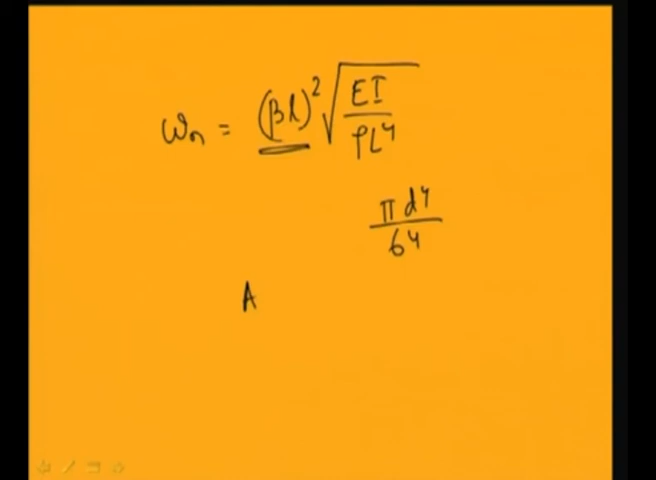 ωn = (βl)² √(EI/ρL⁴)
πd⁴/64
A